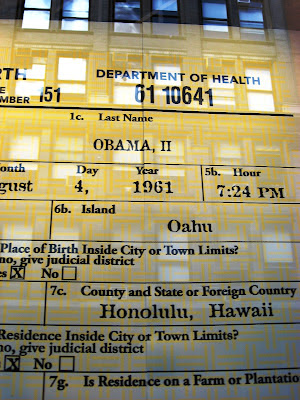 RTH DEPARTMENT OF HEALTH
MBER 151 61 10641
1c. Last Name
OBAMA, II
onth Day Year 5b. Hour
gust 4, 1961 7:24 PM
6b. Island
Oahu
Place of Birth Inside City or Town Limits?
no, give judicial district
es X No
7c. County and State or Foreign Country
Honolulu, Hawaii
Residence Inside City or Town Limits?
no, give judicial district
X No
7g. Is Residence on a Farm or Plantatio